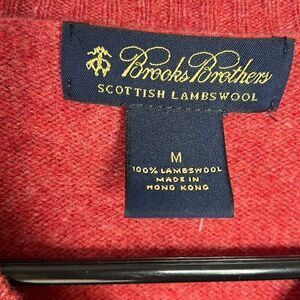 Brooks Brothers
SCOTTISH LAMBSWOOL
M
100% LAMBSWOOL
MADE IN
HONG KONG